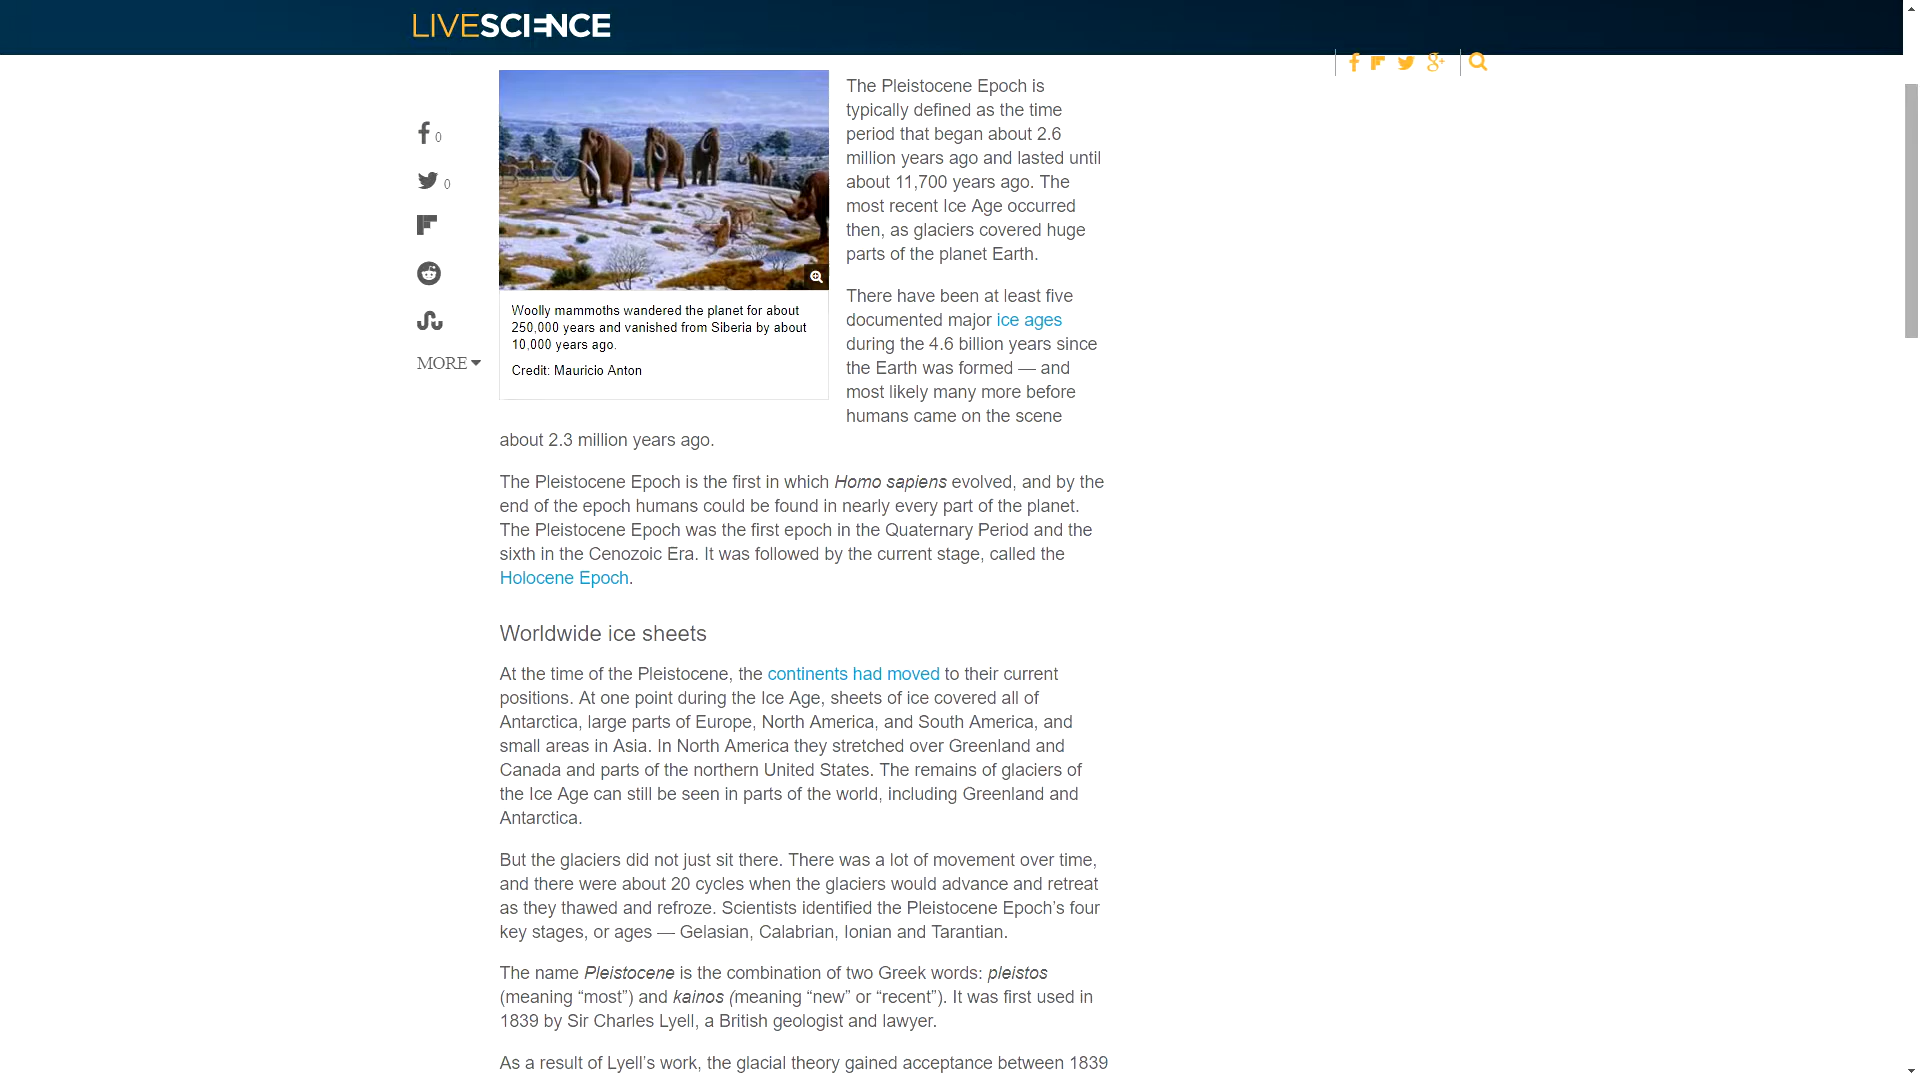 LIVESCIENCE
0
0
MORE
Woolly mammoths wandered the planet for about
250,000 years and vanished from Siberia by about
10,000 years ago.
Credit: Mauricio Anton
The Pleistocene Epoch is
typically defined as the time
period that began about 2.6
million years ago and lasted until
about 11,700 years ago. The
most recent Ice Age occurred
then, as glaciers covered huge
parts of the planet Earth.
There have been at least five
documented major ice ages
during the 4.6 billion years since
the Earth was formed — and
most likely many more before
humans came on the scene
about 2.3 million years ago.
The Pleistocene Epoch is the first in which Homo sapiens evolved, and by the
end of the epoch humans could be found in nearly every part of the planet.
The Pleistocene Epoch was the first epoch in the Quaternary Period and the
sixth in the Cenozoic Era. It was followed by the current stage, called the
Holocene Epoch.
Worldwide ice sheets
At the time of the Pleistocene, the continents had moved to their current
positions. At one point during the Ice Age, sheets of ice covered all of
Antarctica, large parts of Europe, North America, and South America, and
small areas in Asia. In North America they stretched over Greenland and
Canada and parts of the northern United States. The remains of glaciers of
the Ice Age can still be seen in parts of the world, including Greenland and
Antarctica.
But the glaciers did not just sit there. There was a lot of movement over time,
and there were about 20 cycles when the glaciers would advance and retreat
as they thawed and refroze. Scientists identified the Pleistocene Epoch’s four
key stages, or ages — Gelasian, Calabrian, Ionian and Tarantian.
The name Pleistocene is the combination of two Greek words: pleistos
(meaning “most”) and kainos (meaning “new” or “recent”). It was first used in
1839 by Sir Charles Lyell, a British geologist and lawyer.
As a result of Lyell’s work, the glacial theory gained acceptance between 1839